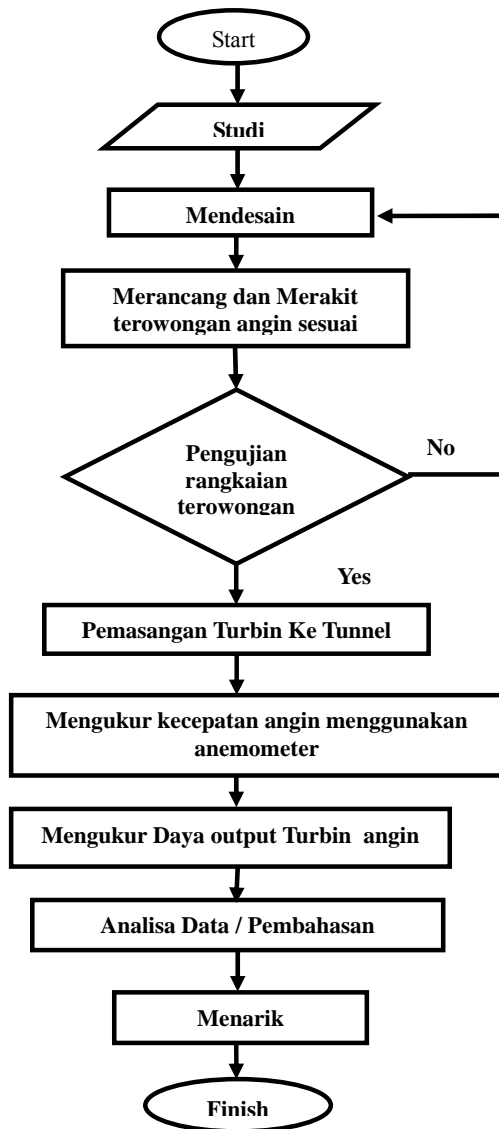 Start
Studi
Mendesain
Merancang dan Merakit
terowongan angin sesuai
Pengujian
rangkaian
terowongan
No
Yes
Pemasangan Turbin Ke Tunnel
Mengukur kecepatan angin menggunakan
anemometer
Mengukur Daya output Turbin angin
Analisa Data / Pembahasan
Menarik
Finish